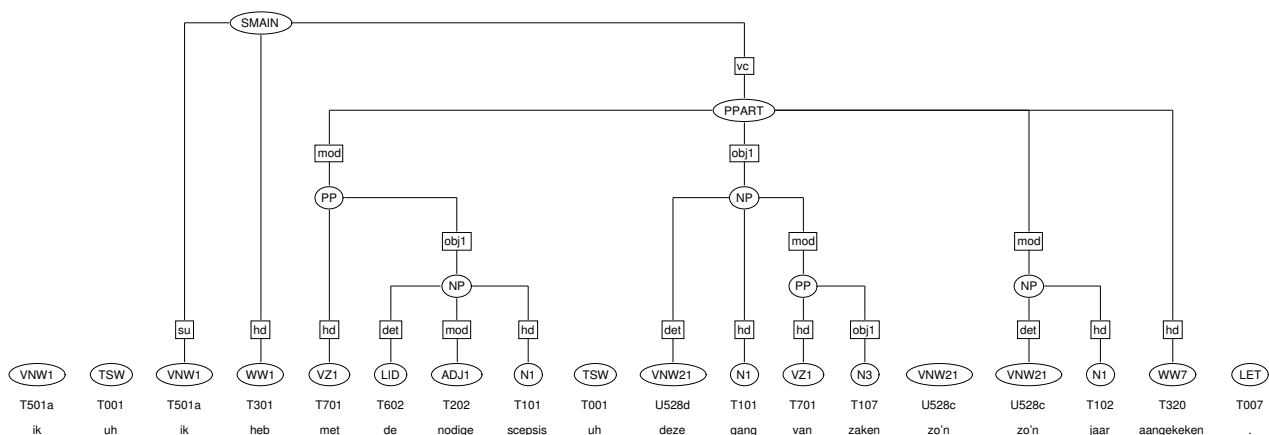 SMAIN
vc
PPART
mod obj1
PP NP
obj1 mod mod
NP PP NP
su hd hd det mod hd det hd hd obj1 det hd hd
VNW1 TSW VNW1 WW1 VZ1 LID ADJ1 N1 TSW VNW21 N1 VZ1 N3 VNW21 VNW21 N1 WW7 LET
T501a T001 T501a T301 T701 T602 T202 T101 T001 U528d T101 T701 T107 U528c U528c T102 T320 T007
ik uh ik heb met de nodige scepsis uh deze gang van zaken zo'n zo'n jaar aangekeken .